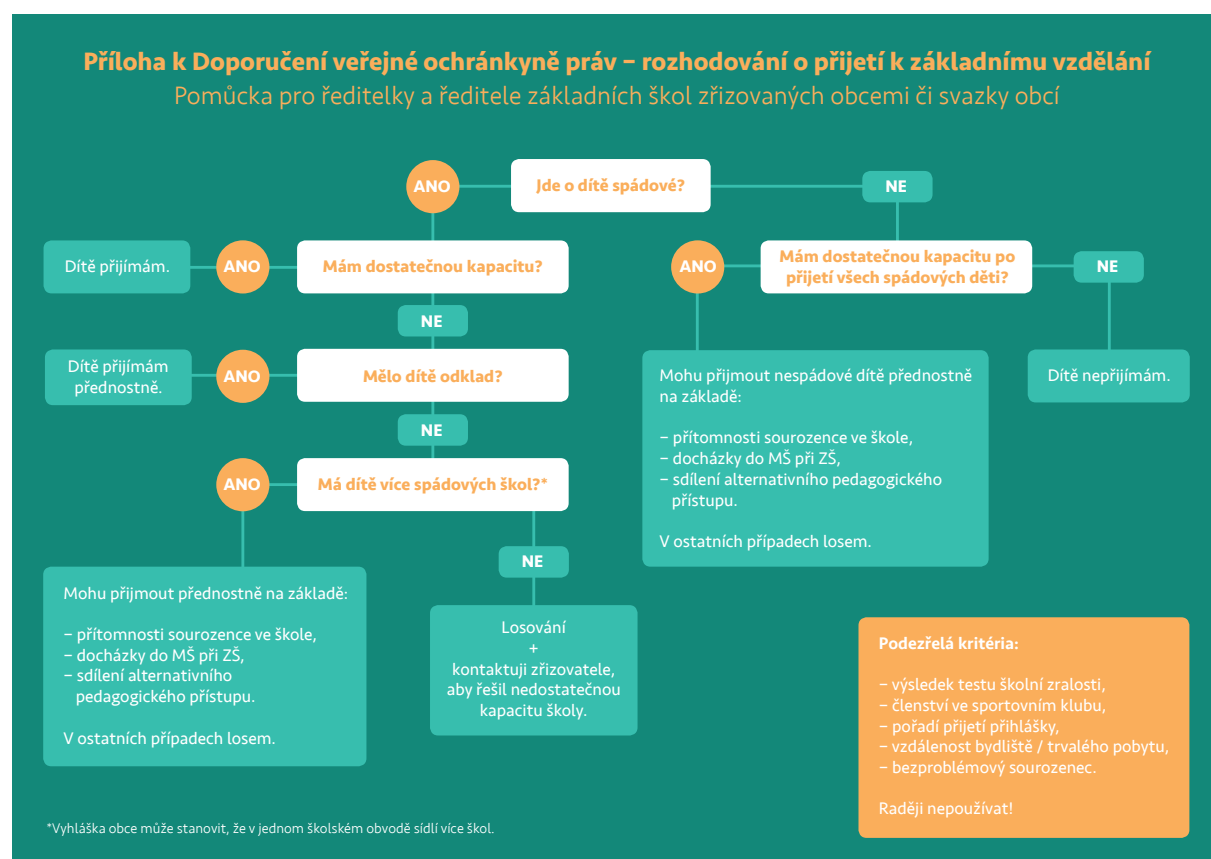 Příloha k Doporučení veřejné ochránkyně práv – rozhodování o přijetí k základnímu vzdělání
Pomůcka pro ředitelky a ředitele základních škol zřizovaných obcemi či svazky obcí
ANO
Jde o dítě spádové?
NE
Dítě přijímám.
ANO
Mám dostatečnou kapacitu?
NE
Dítě přijímám
přednostně.
ANO
Mělo dítě odklad?
NE
ANO
Má dítě více spádových škol?*
NE
Mohu přijmout přednostně na základě:
– přítomnosti sourozence ve škole,
– docházky do MŠ při ZŠ,
– sdílení alternativního
pedagogického přístupu.
V ostatních případech losem.
Losování
+
kontaktuji zřizovatele,
aby řešil nedostatečnou
kapacitu školy.
ANO
Mám dostatečnou kapacitu po
přijetí všech spádových dětí?
NE
Mohu přijmout nespádové dítě přednostně
na základě:
– přítomnosti sourozence ve škole,
– docházky do MŠ při ZŠ,
– sdílení alternativního pedagogického
přístupu.
V ostatních případech losem.
Dítě nepřijímám.
Podezřelá kritéria:
– výsledek testu školní zralosti,
– členství ve sportovním klubu,
– pořadí přijetí přihlášky,
– vzdálenost bydliště / trvalého pobytu,
– bezproblémový sourozenec.
Raději nepoužívat!
*Vyhláška obce může stanovit, že v jednom školském obvodě sídlí více škol.